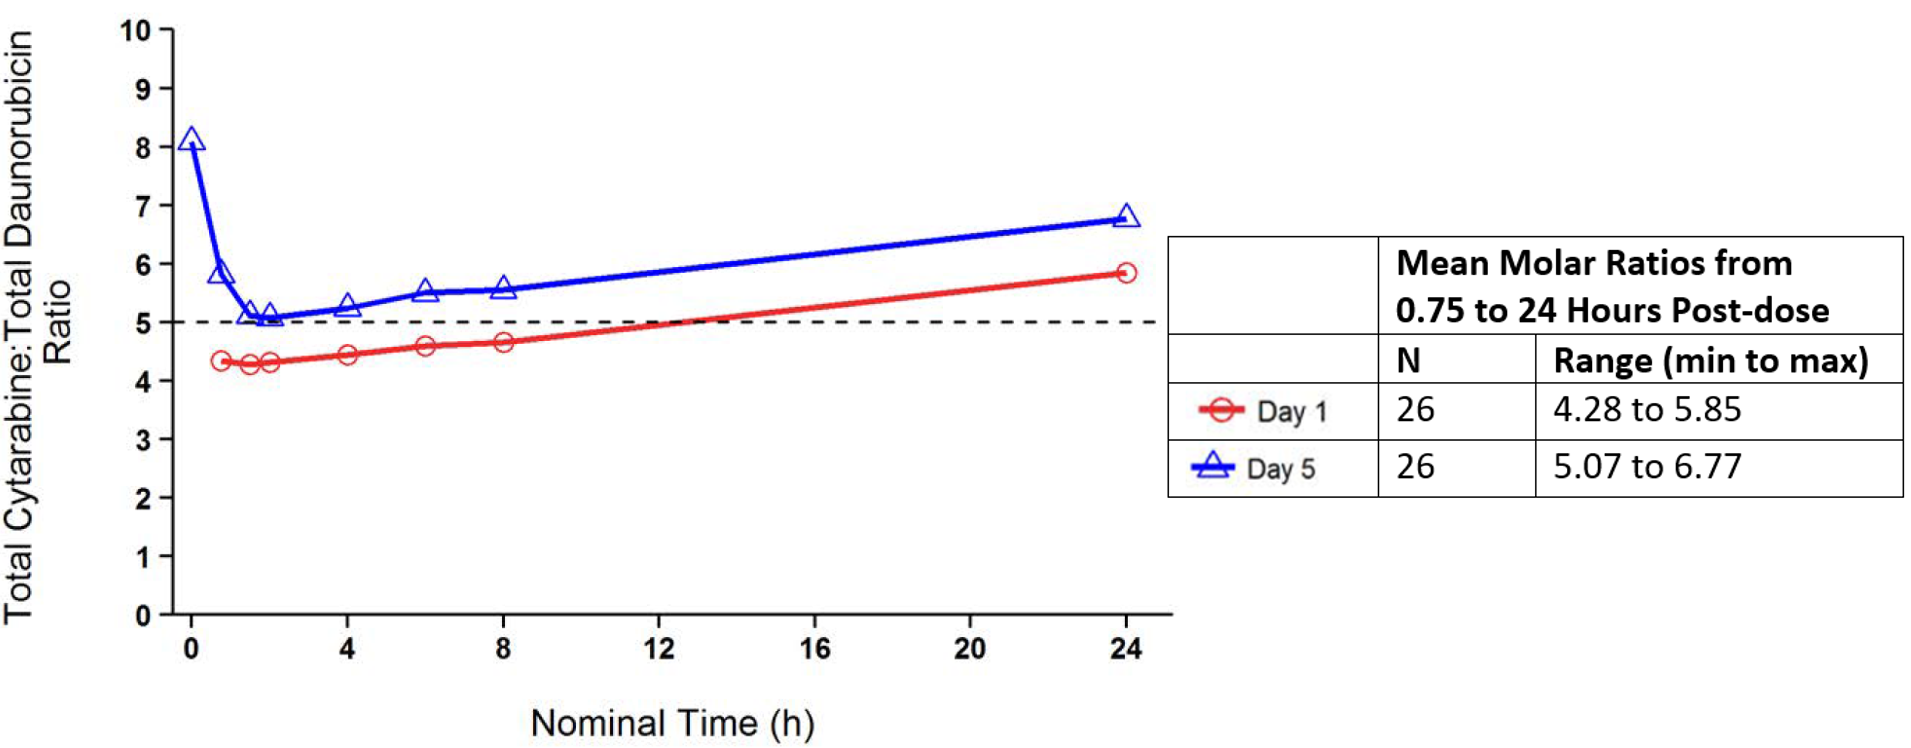 Total Cytarabine:Total Daunorubicin
Ratio
10
9
8
7
6
5
4
3
2
1
0
0 4 8 12 16 20 24
Nominal Time (h)
Mean Molar Ratios from
0.75 to 24 Hours Post-dose
N Range (min to max)
Day 1 26 4.28 to 5.85
Day 5 26 5.07 to 6.77